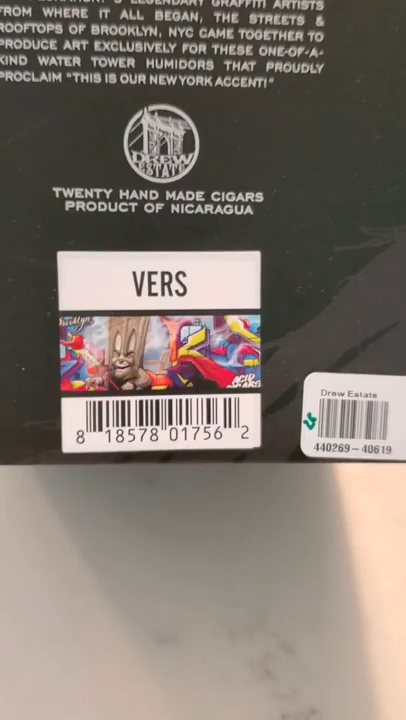 LEGENDARY GRAFFITI ARTISTS
FROM WHERE IT ALL BEGAN, THE STREETS &
ROOFTOPS OF BROOKLYN, NYC CAME TOGETHER TO
PRODUCE ART EXCLUSIVELY FOR THESE ONE-OF-A-
KIND WATER TOWER HUMIDORS THAT PROUDLY
PROCLAIM "THIS IS OUR NEW YORK ACCENT!"
DREW
ESTATE
TWENTY HAND MADE CIGARS
PRODUCT OF NICARAGUA
VERS
ACID
CIGARS
8 18578 01756 2
Drew Estate
440269-40619